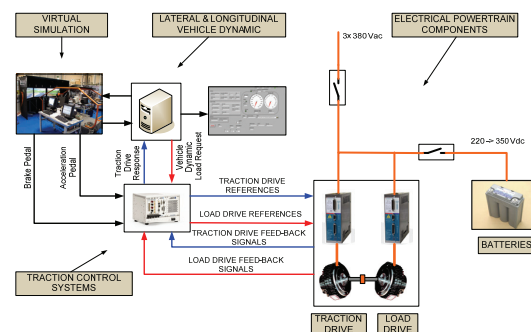 VIRTUAL
SIMULATION
LATERAL & LONGITUDINAL
VEHICLE DYNAMIC
ELECTRICAL POWERTRAIN
COMPONENTS
3x 380 Vac
220 -> 350 Vdc
Brake Pedal
Acceleration
Pedal
Traction
Drive
Response
Vehicle
Dynamic
Load Request
TRACTION DRIVE
REFERENCES
LOAD DRIVE REFERENCES
TRACTION DRIVE FEED-BACK
SIGNALS
LOAD DRIVE FEED-BACK
SIGNALS
BATTERIES
TRACTION CONTROL
SYSTEMS
TRACTION
DRIVE
LOAD
DRIVE